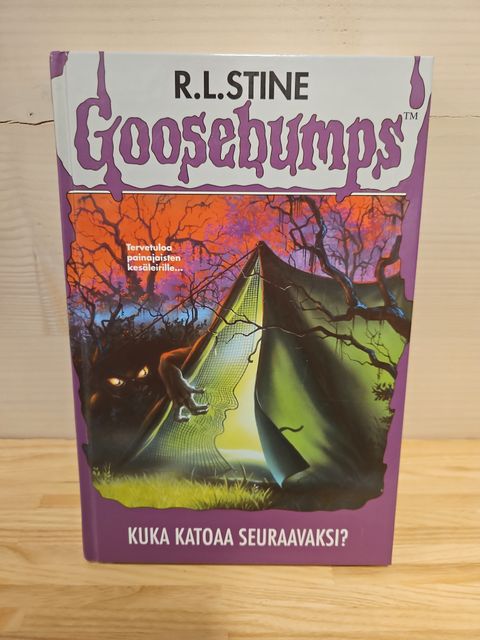 R.L.STINE
Goosebumps™
Tervetuloa
painajaisten
kesäleirille...
KUKA KATOAA SEURAAVAKSI?